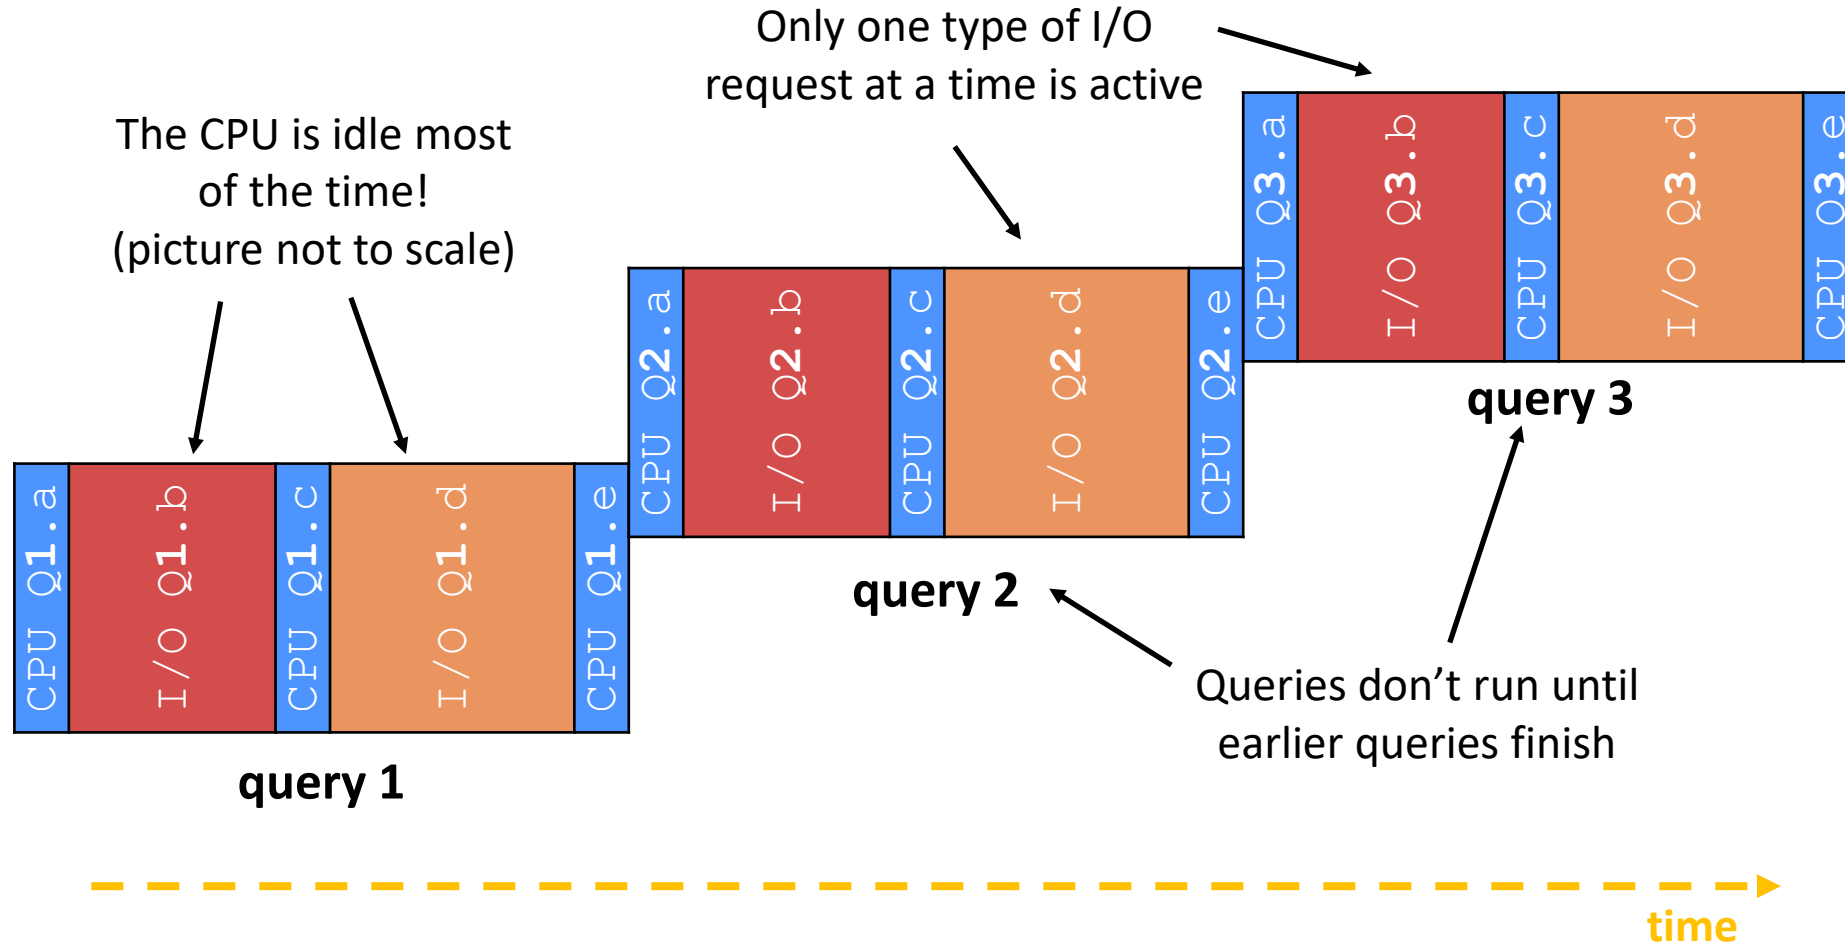 Only one type of I/O
request at a time is active
The CPU is idle most
of the time!
(picture not to scale)
CPU Q1.a
I/O Q1.b
CPU Q1.c
I/O Q1.d
CPU Q1.e
query 1
CPU Q2.a
I/O Q2.b
CPU Q2.c
I/O Q2.d
CPU Q2.e
query 2
CPU Q3.a
I/O Q3.b
CPU Q3.c
I/O Q3.d
CPU Q3.e
query 3
Queries don’t run until
earlier queries finish
time